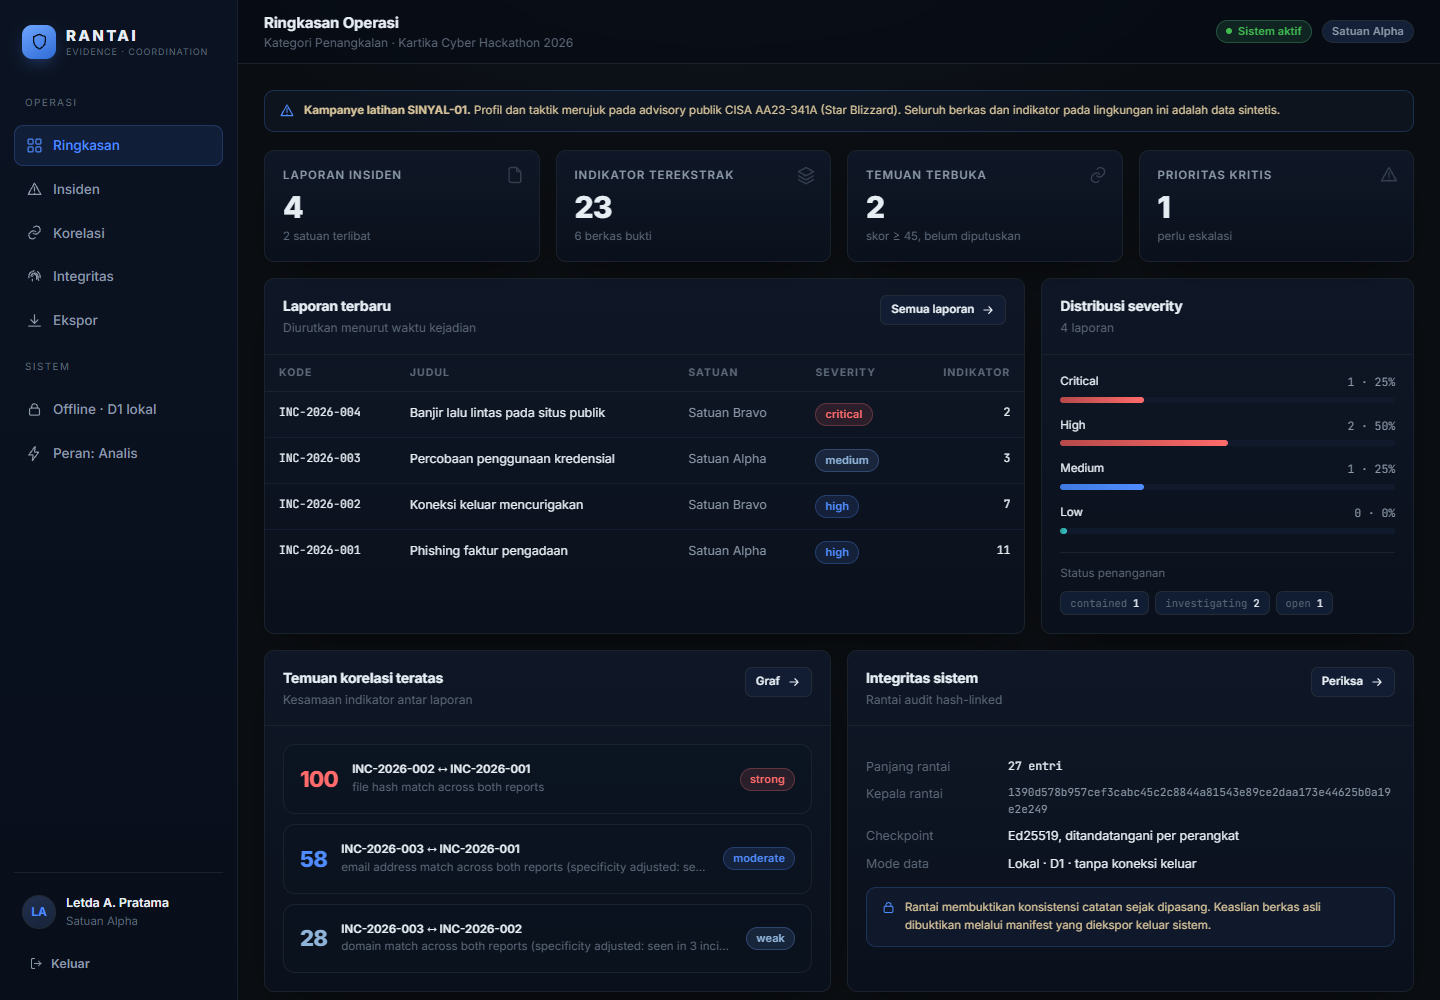 RANTAI
EVIDENCE · COORDINATION
OPERASI
Ringkasan
Insiden
Korelasi
Integritas
Ekspor
SISTEM
Offline · D1 lokal
Peran: Analis
LA
Letda A. Pratama
Satuan Alpha
Keluar
Ringkasan Operasi
Kategori Penangkalan · Kartika Cyber Hackathon 2026
Sistem aktif
Satuan Alpha
Kampanye latihan SINYAL-01. Profil dan taktik merujuk pada advisory publik CISA AA23-341A (Star Blizzard). Seluruh berkas dan indikator pada lingkungan ini adalah data sintetis.
LAPORAN INSIDEN
4
2 satuan terlibat
INDIKATOR TEREKSTRAK
23
6 berkas bukti
TEMUAN TERBUKA
2
skor ≥ 45, belum diputuskan
PRIORITAS KRITIS
1
perlu eskalasi
Laporan terbaru
Diurutkan menurut waktu kejadian
Semua laporan →
KODE JUDUL SATUAN SEVERITY INDIKATOR
INC-2026-004 Banjir lalu lintas pada situs publik Satuan Bravo critical 2
INC-2026-003 Percobaan penggunaan kredensial Satuan Alpha medium 3
INC-2026-002 Koneksi keluar mencurigakan Satuan Bravo high 7
INC-2026-001 Phishing faktur pengadaan Satuan Alpha high 11
Distribusi severity
4 laporan
Critical 1 · 25%
High 2 · 50%
Medium 1 · 25%
Low 0 · 0%
Status penanganan
contained 1 investigating 2 open 1
Temuan korelasi teratas
Kesamaan indikator antar laporan
Graf →
100 INC-2026-002 ↔ INC-2026-001 strong
file hash match across both reports
58 INC-2026-003 ↔ INC-2026-001 moderate
email address match across both reports (specificity adjusted: se...
28 INC-2026-003 ↔ INC-2026-002 weak
domain match across both reports (specificity adjusted: seen in 3 inci...
Integritas sistem
Rantai audit hash-linked
Periksa →
Panjang rantai 27 entri
Kepala rantai 1390d578b957cef3cabc45c2c8844a81543e89ce2daa173e44625b0a19
e2e249
Checkpoint Ed25519, ditandatangani per perangkat
Mode data Lokal · D1 · tanpa koneksi keluar
Rantai membuktikan konsistensi catatan sejak dipasang. Keaslian berkas asli
dibuktikan melalui manifest yang diekspor keluar sistem.